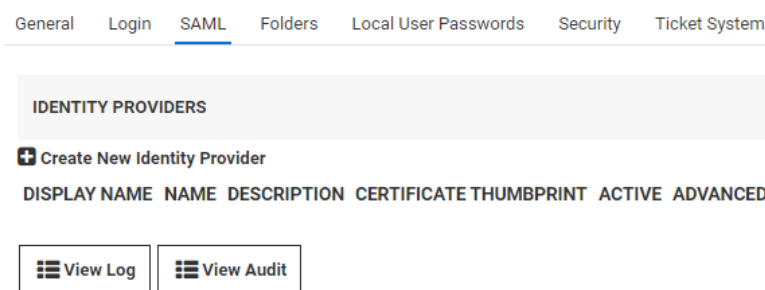 General Login SAML Folders Local User Passwords Security Ticket System
IDENTITY PROVIDERS
Create New Identity Provider
DISPLAY NAME NAME DESCRIPTION CERTIFICATE THUMBPRINT ACTIVE ADVANCED
View Log View Audit